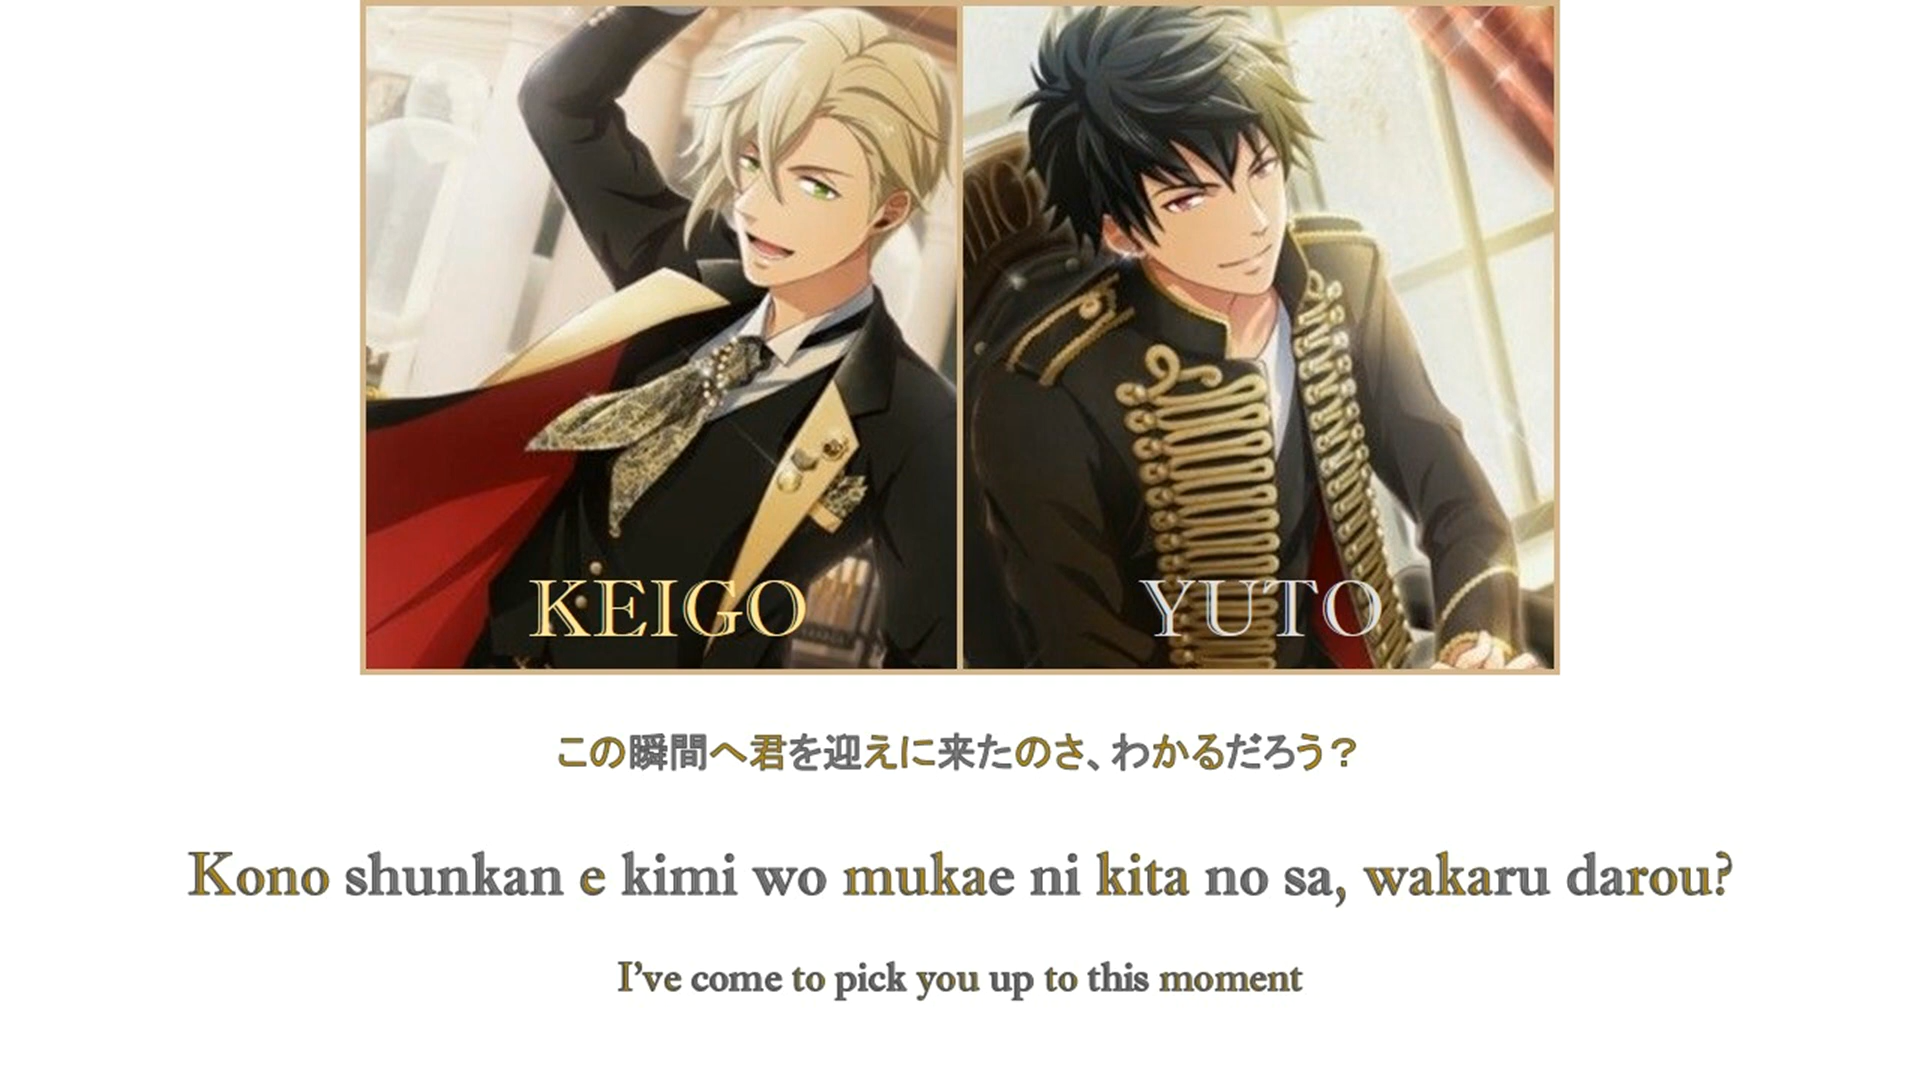 KEIGO
YUTO
この瞬間へ君を迎えに来たのさ、わかるだろう？
Kono shunkan e kimi wo mukae ni kita no sa, wakaru darou?
I've come to pick you up to this moment